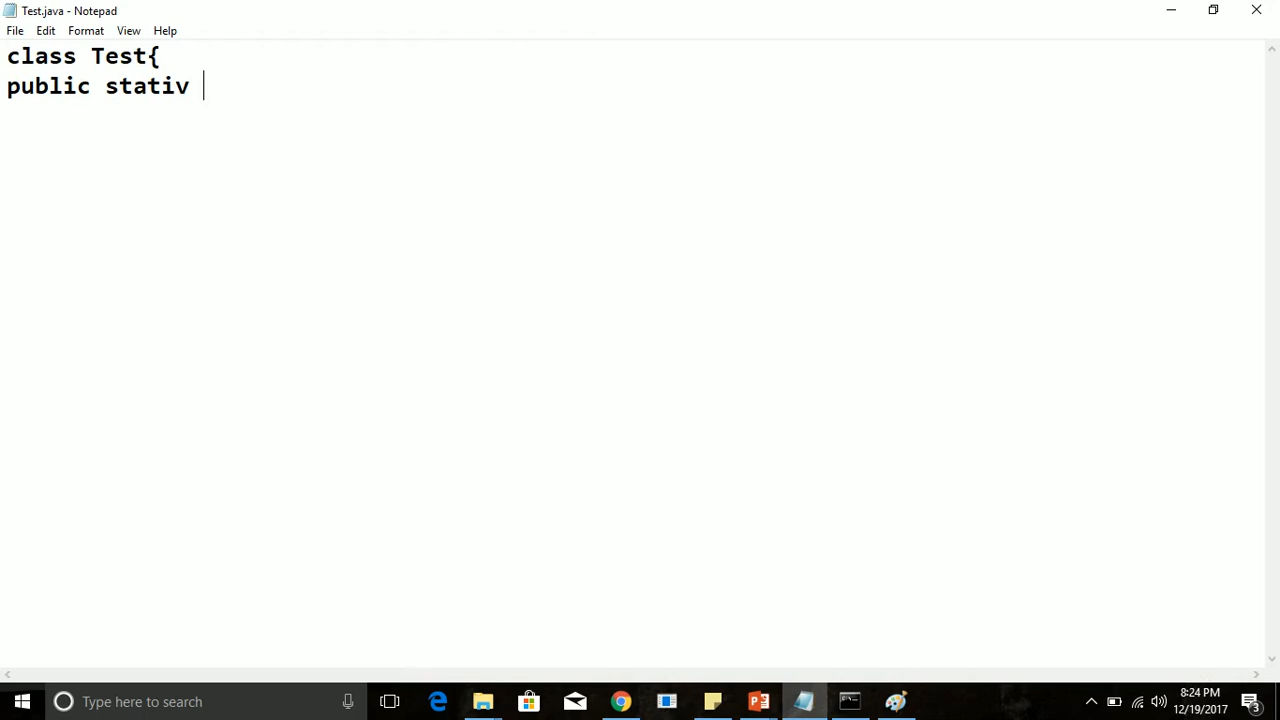 Test.java - Notepad
File Edit Format View Help
class Test{
public stativ
Type here to search
8:24 PM
12/19/2017
3